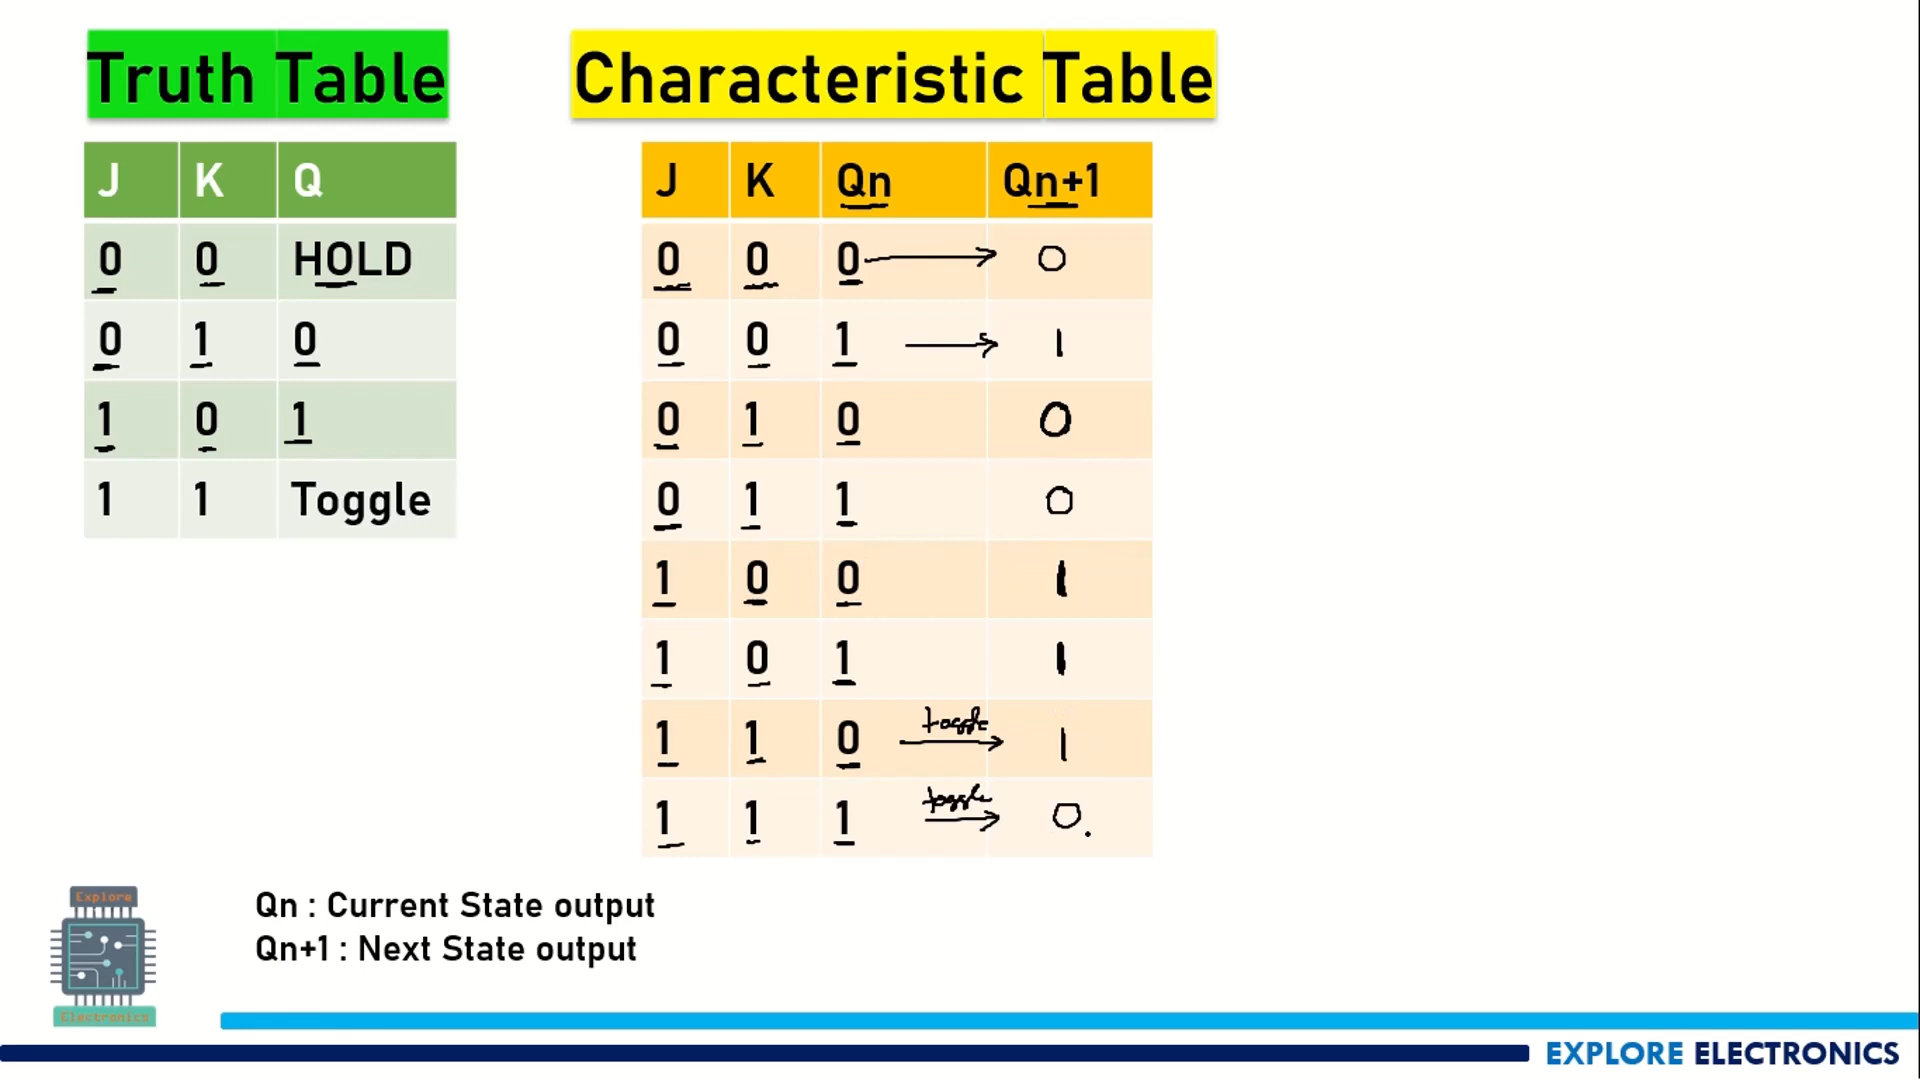 Truth Table
J K Q
0 0 HOLD
0 1 0
1 0 1
1 1 Toggle
Characteristic Table
J K Qn Qn+1
0 0 0 → 0
0 0 1 → 1
0 1 0 0
0 1 1 0
1 0 0 1
1 0 1 1
1 1 0 toggle → 1
1 1 1 toggle → 0.
Qn : Current State output
Qn+1 : Next State output
Explore
Electronics
EXPLORE ELECTRONICS